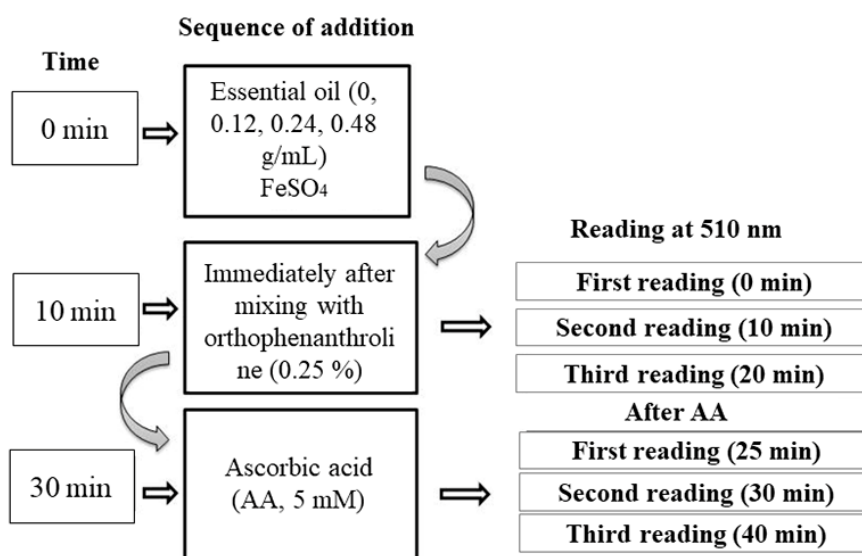 Sequence of addition
Time
0 min
Essential oil (0,
0.12, 0.24, 0.48
g/mL)
FeSO₄
10 min
Immediately after
mixing with
orthophenanthroli
ne (0.25 %)
Reading at 510 nm
First reading (0 min)
Second reading (10 min)
Third reading (20 min)
After AA
30 min
Ascorbic acid
(AA, 5 mM)
First reading (25 min)
Second reading (30 min)
Third reading (40 min)